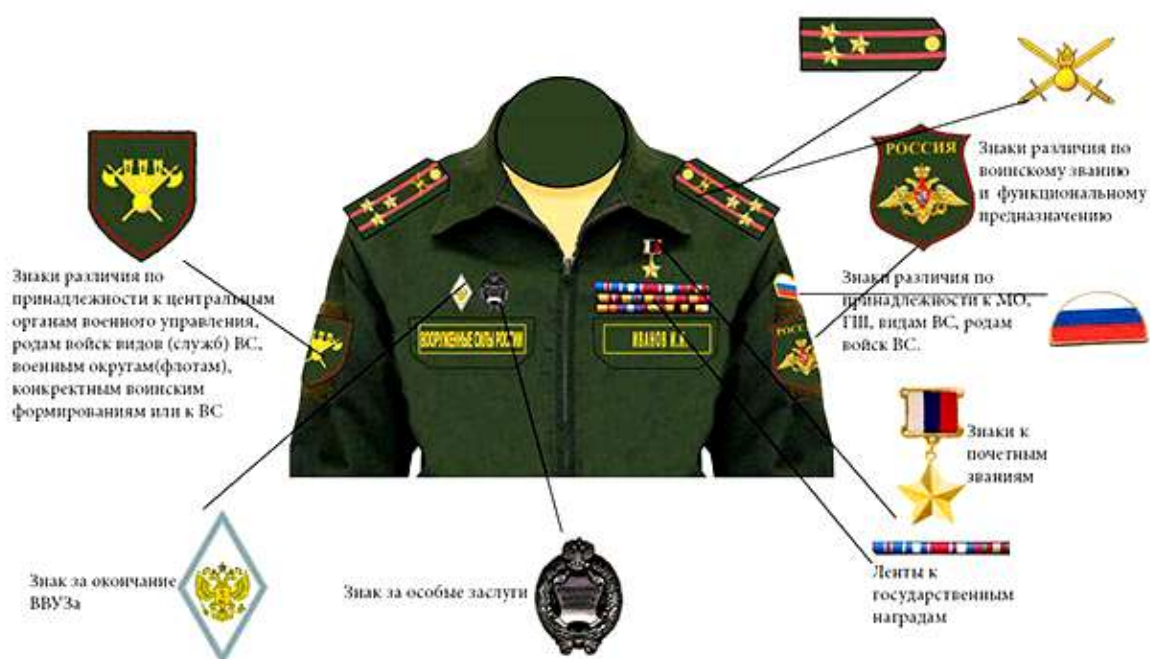 РОССИЯ
Знаки различия по
воинскому званию
и функциональному
предназначению
Знаки различия по
принадлежности к центральным
органам военного управления,
родам войск видов (служб) ВС,
военным округам(флотам),
конкретным воинским
формированиям или к ВС
Знаки различия по
принадлежности к МО,
ГШ, видам ВС, родам
войск ВС.
ВООРУЖЕННЫЕ СИЛЫ РОССИИ
ИВАНОВ И.И.
Знаки к
почетным
званиям
Знак за окончание
ВВУЗа
Знак за особые заслуги
Ленты к
государственным
наградам